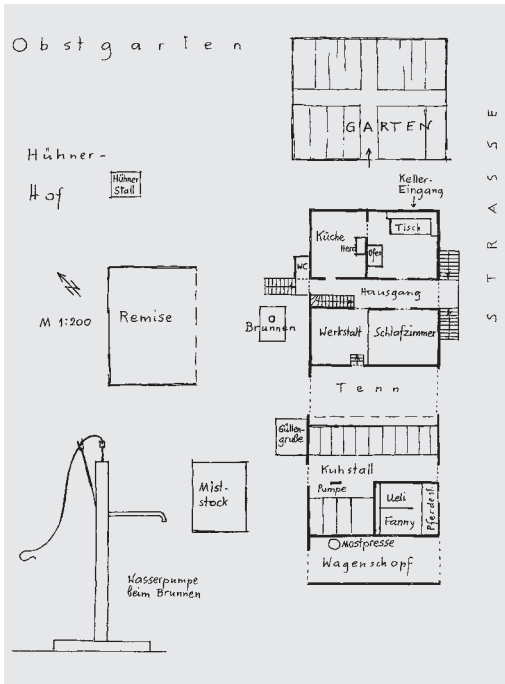 Obstgarten
GARTEN
STRASSE
Hühner-
Hof
Hühner
Stall
Keller-
Eingang
Tisch
Küche
Herd
Ofen
WC
Hausgang
M 1:200
Remise
Brunnen
Werkstatt
Schlafzimmer
Tenn
Güllen-
grube
Kuhstall
Pumpe
Mist-
stock
Ueli
Fanny
Pferdest.
Mostpresse
Wagenschopf
Wasserpumpe
beim Brunnen